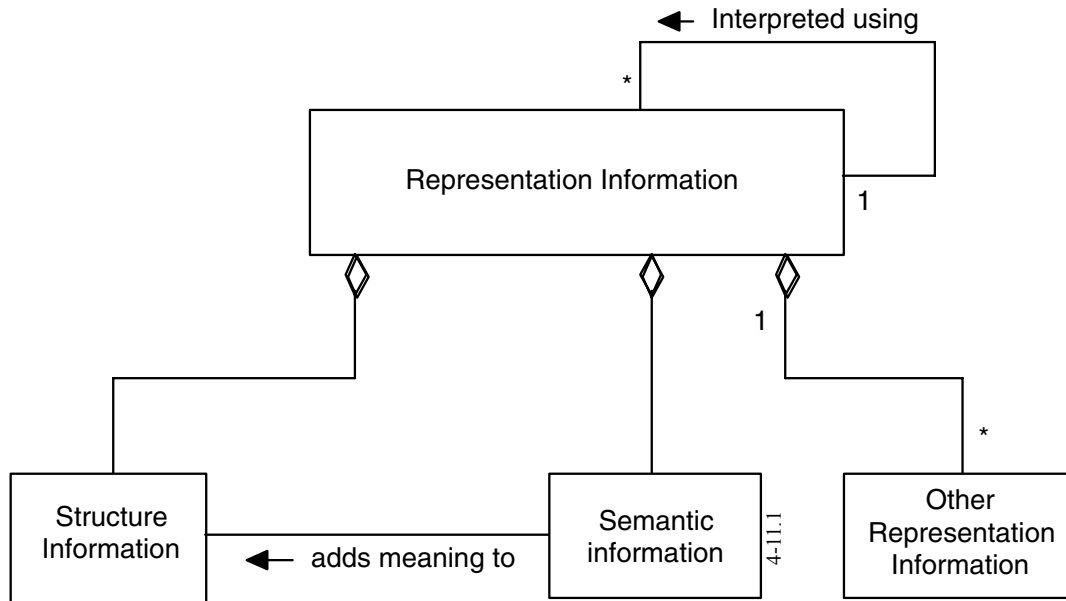 Interpreted using
*
Representation Information
1
1
*
Structure
Information
adds meaning to
Semantic
information
4-11.1
Other
Representation
Information